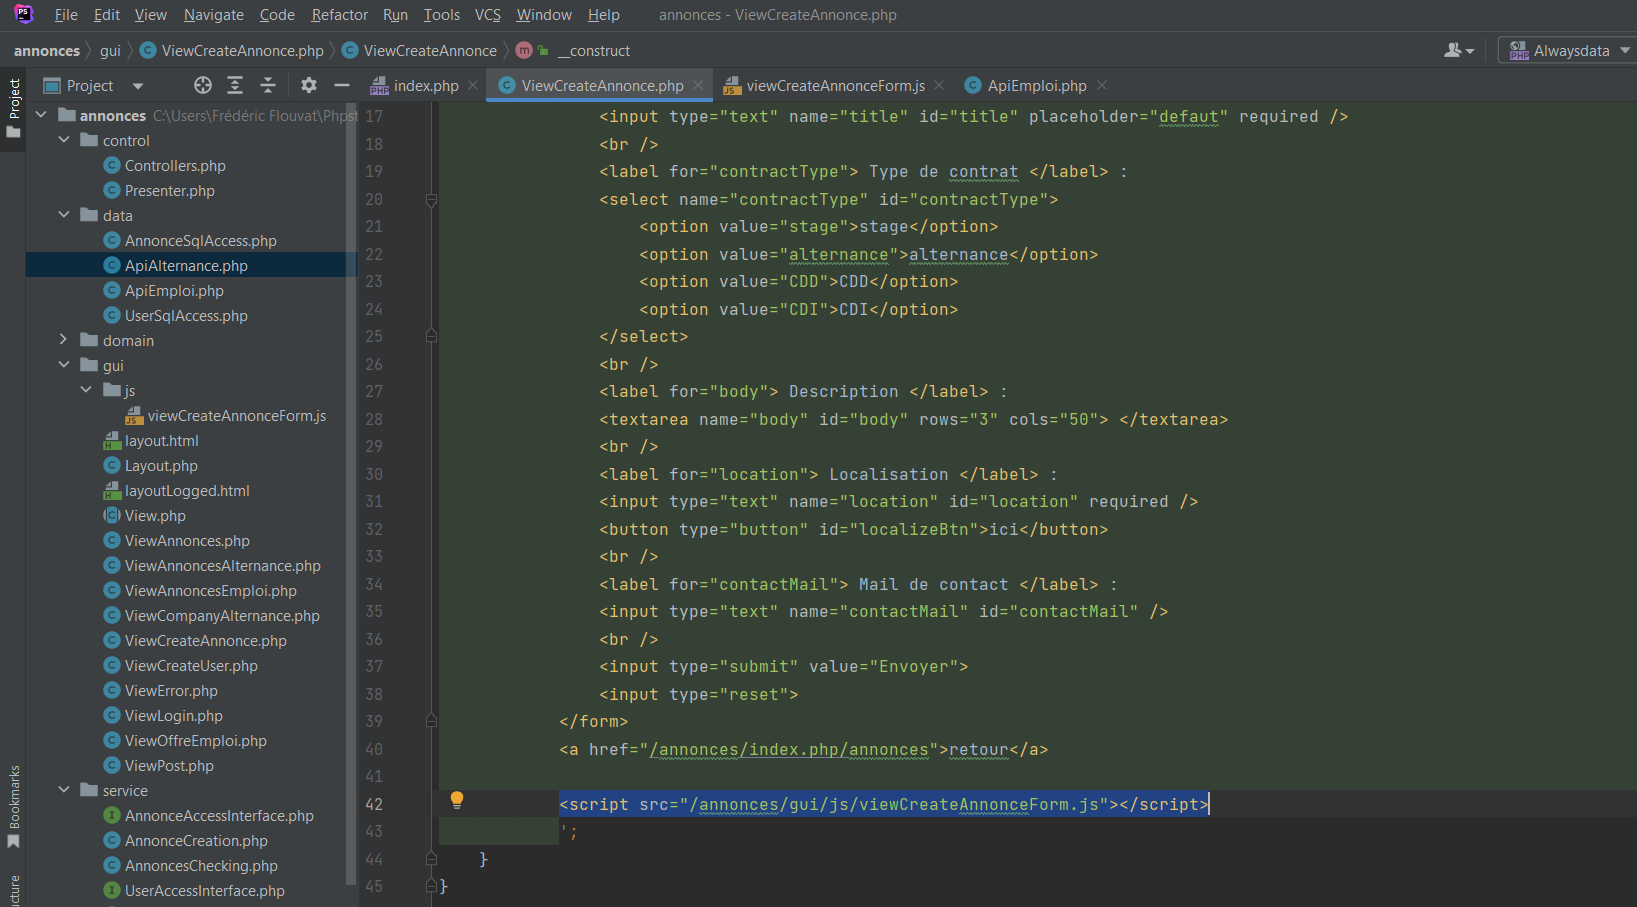 PS File Edit View Navigate Code Refactor Run Tools VCS Window Help annonces - ViewCreateAnnonce.php
annonces gui C ViewCreateAnnonce.php C ViewCreateAnnonce m __construct PHP Alwaysdata
Project Project PHP index.php C ViewCreateAnnonce.php JS viewCreateAnnonceForm.js C ApiEmploi.php
annonces C:\Users\Frédéric Flouvat\Phpst
control
C Controllers.php
C Presenter.php
data
C AnnonceSqlAccess.php
C ApiAlternance.php
C ApiEmploi.php
C UserSqlAccess.php
domain
gui
js
JS viewCreateAnnonceForm.js
H layout.html
C Layout.php
H layoutLogged.html
C View.php
C ViewAnnonces.php
C ViewAnnoncesAlternance.php
C ViewAnnoncesEmploi.php
C ViewCompanyAlternance.php
C ViewCreateAnnonce.php
C ViewCreateUser.php
C ViewError.php
C ViewLogin.php
C ViewOffreEmploi.php
C ViewPost.php
service
I AnnonceAccessInterface.php
C AnnonceCreation.php
C AnnoncesChecking.php
I UserAccessInterface.php
Bookmarks
ucture
17 <input type="text" name="title" id="title" placeholder="defaut" required />
18 <br />
19 <label for="contractType"> Type de contrat </label> :
20 <select name="contractType" id="contractType">
21 <option value="stage">stage</option>
22 <option value="alternance">alternance</option>
23 <option value="CDD">CDD</option>
24 <option value="CDI">CDI</option>
25 </select>
26 <br />
27 <label for="body"> Description </label> :
28 <textarea name="body" id="body" rows="3" cols="50"> </textarea>
29 <br />
30 <label for="location"> Localisation </label> :
31 <input type="text" name="location" id="location" required />
32 <button type="button" id="localizeBtn">ici</button>
33 <br />
34 <label for="contactMail"> Mail de contact </label> :
35 <input type="text" name="contactMail" id="contactMail" />
36 <br />
37 <input type="submit" value="Envoyer">
38 <input type="reset">
39 </form>
40 <a href="/annonces/index.php/annonces">retour</a>
41
42 <script src="/annonces/gui/js/viewCreateAnnonceForm.js"></script>
43 ';
44 }
45 }